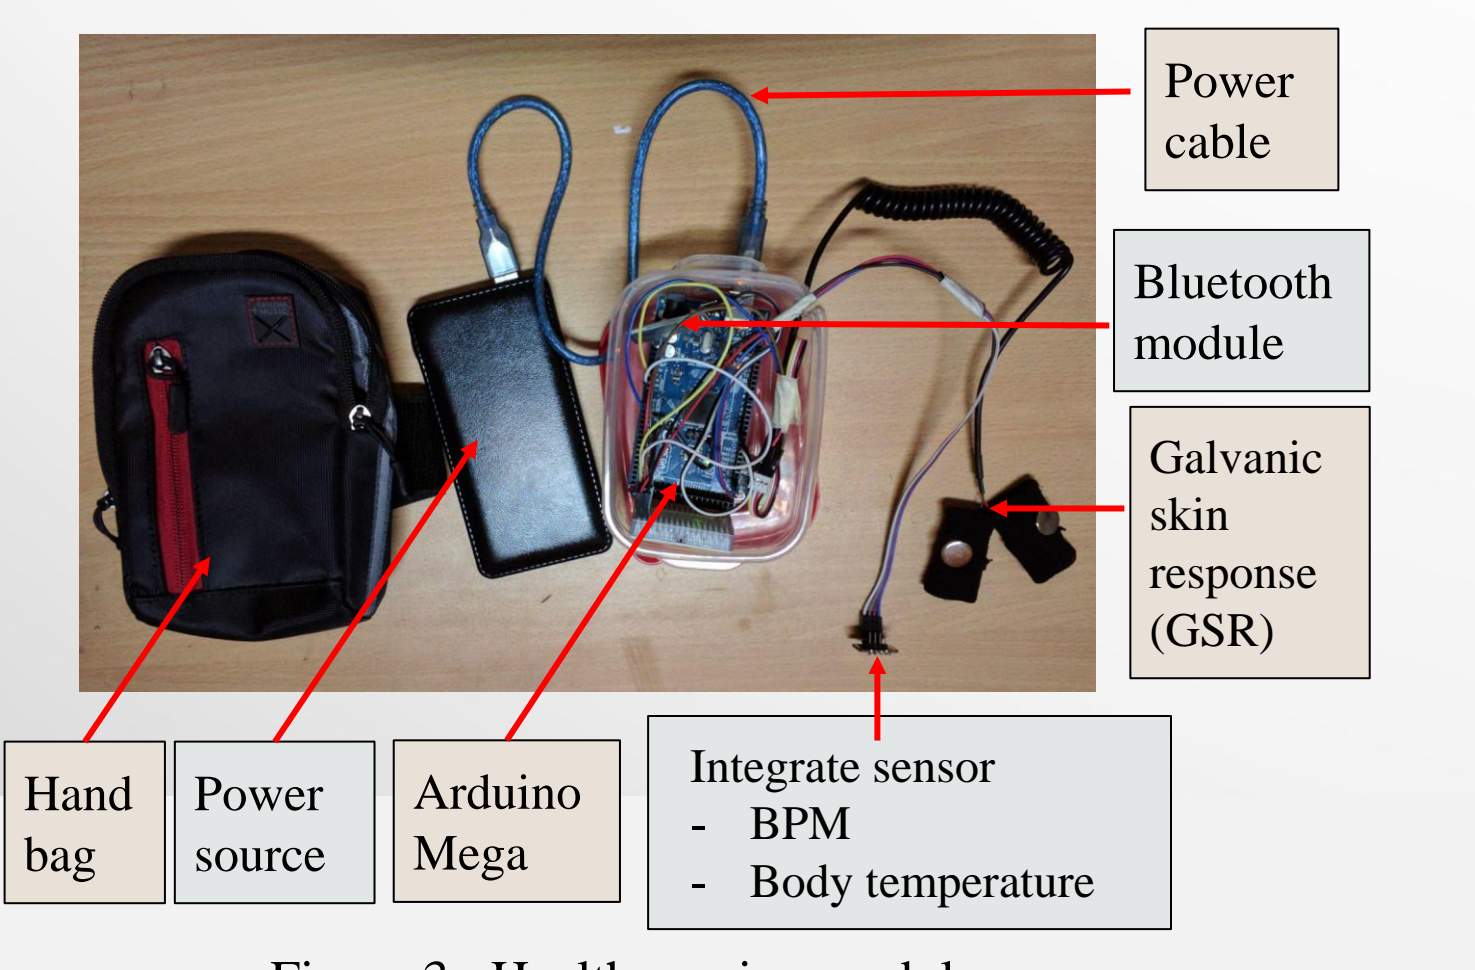 Power
cable
Bluetooth
module
Galvanic
skin
response
(GSR)
Hand
bag
Power
source
Arduino
Mega
Integrate sensor
- BPM
- Body temperature